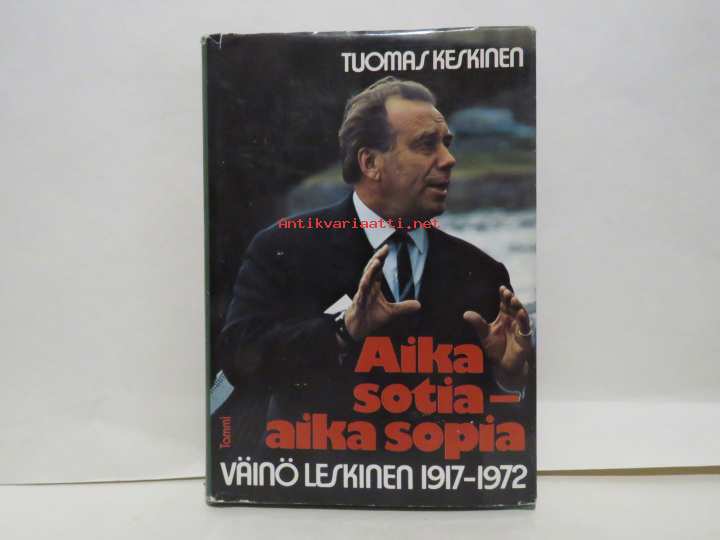 TUOMAS KESKINEN
Antikvariaatti.net
Aika
sotia –
aika sopia
Tammi
VÄINÖ LESKINEN 1917–1972